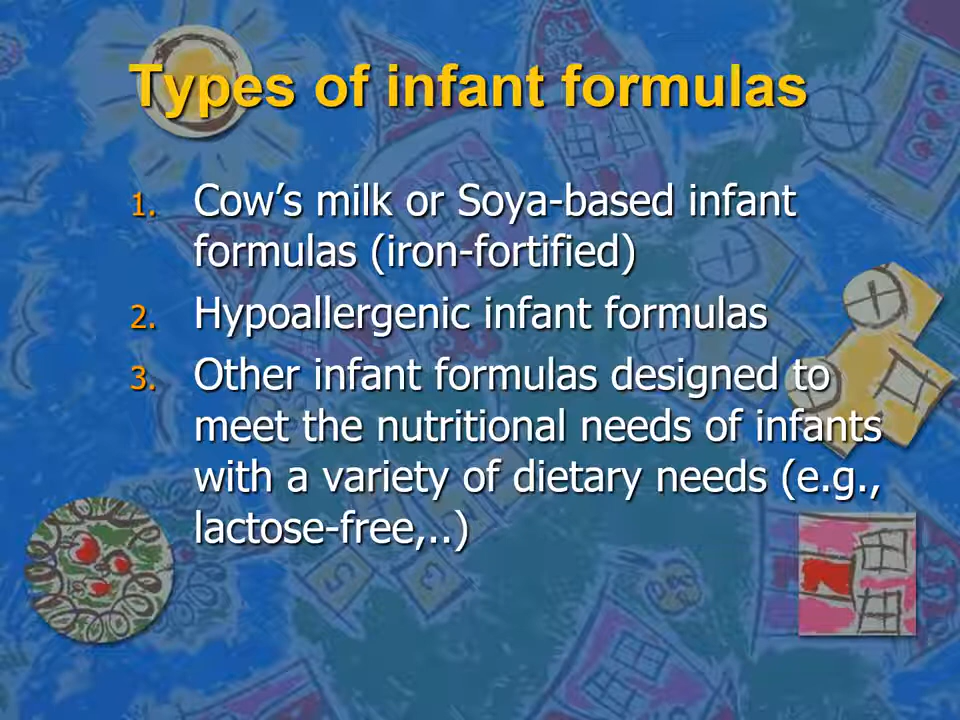 Types of infant formulas
1. Cow’s milk or Soya-based infant
formulas (iron-fortified)
2. Hypoallergenic infant formulas
3. Other infant formulas designed to
meet the nutritional needs of infants
with a variety of dietary needs (e.g.,
lactose-free,..)